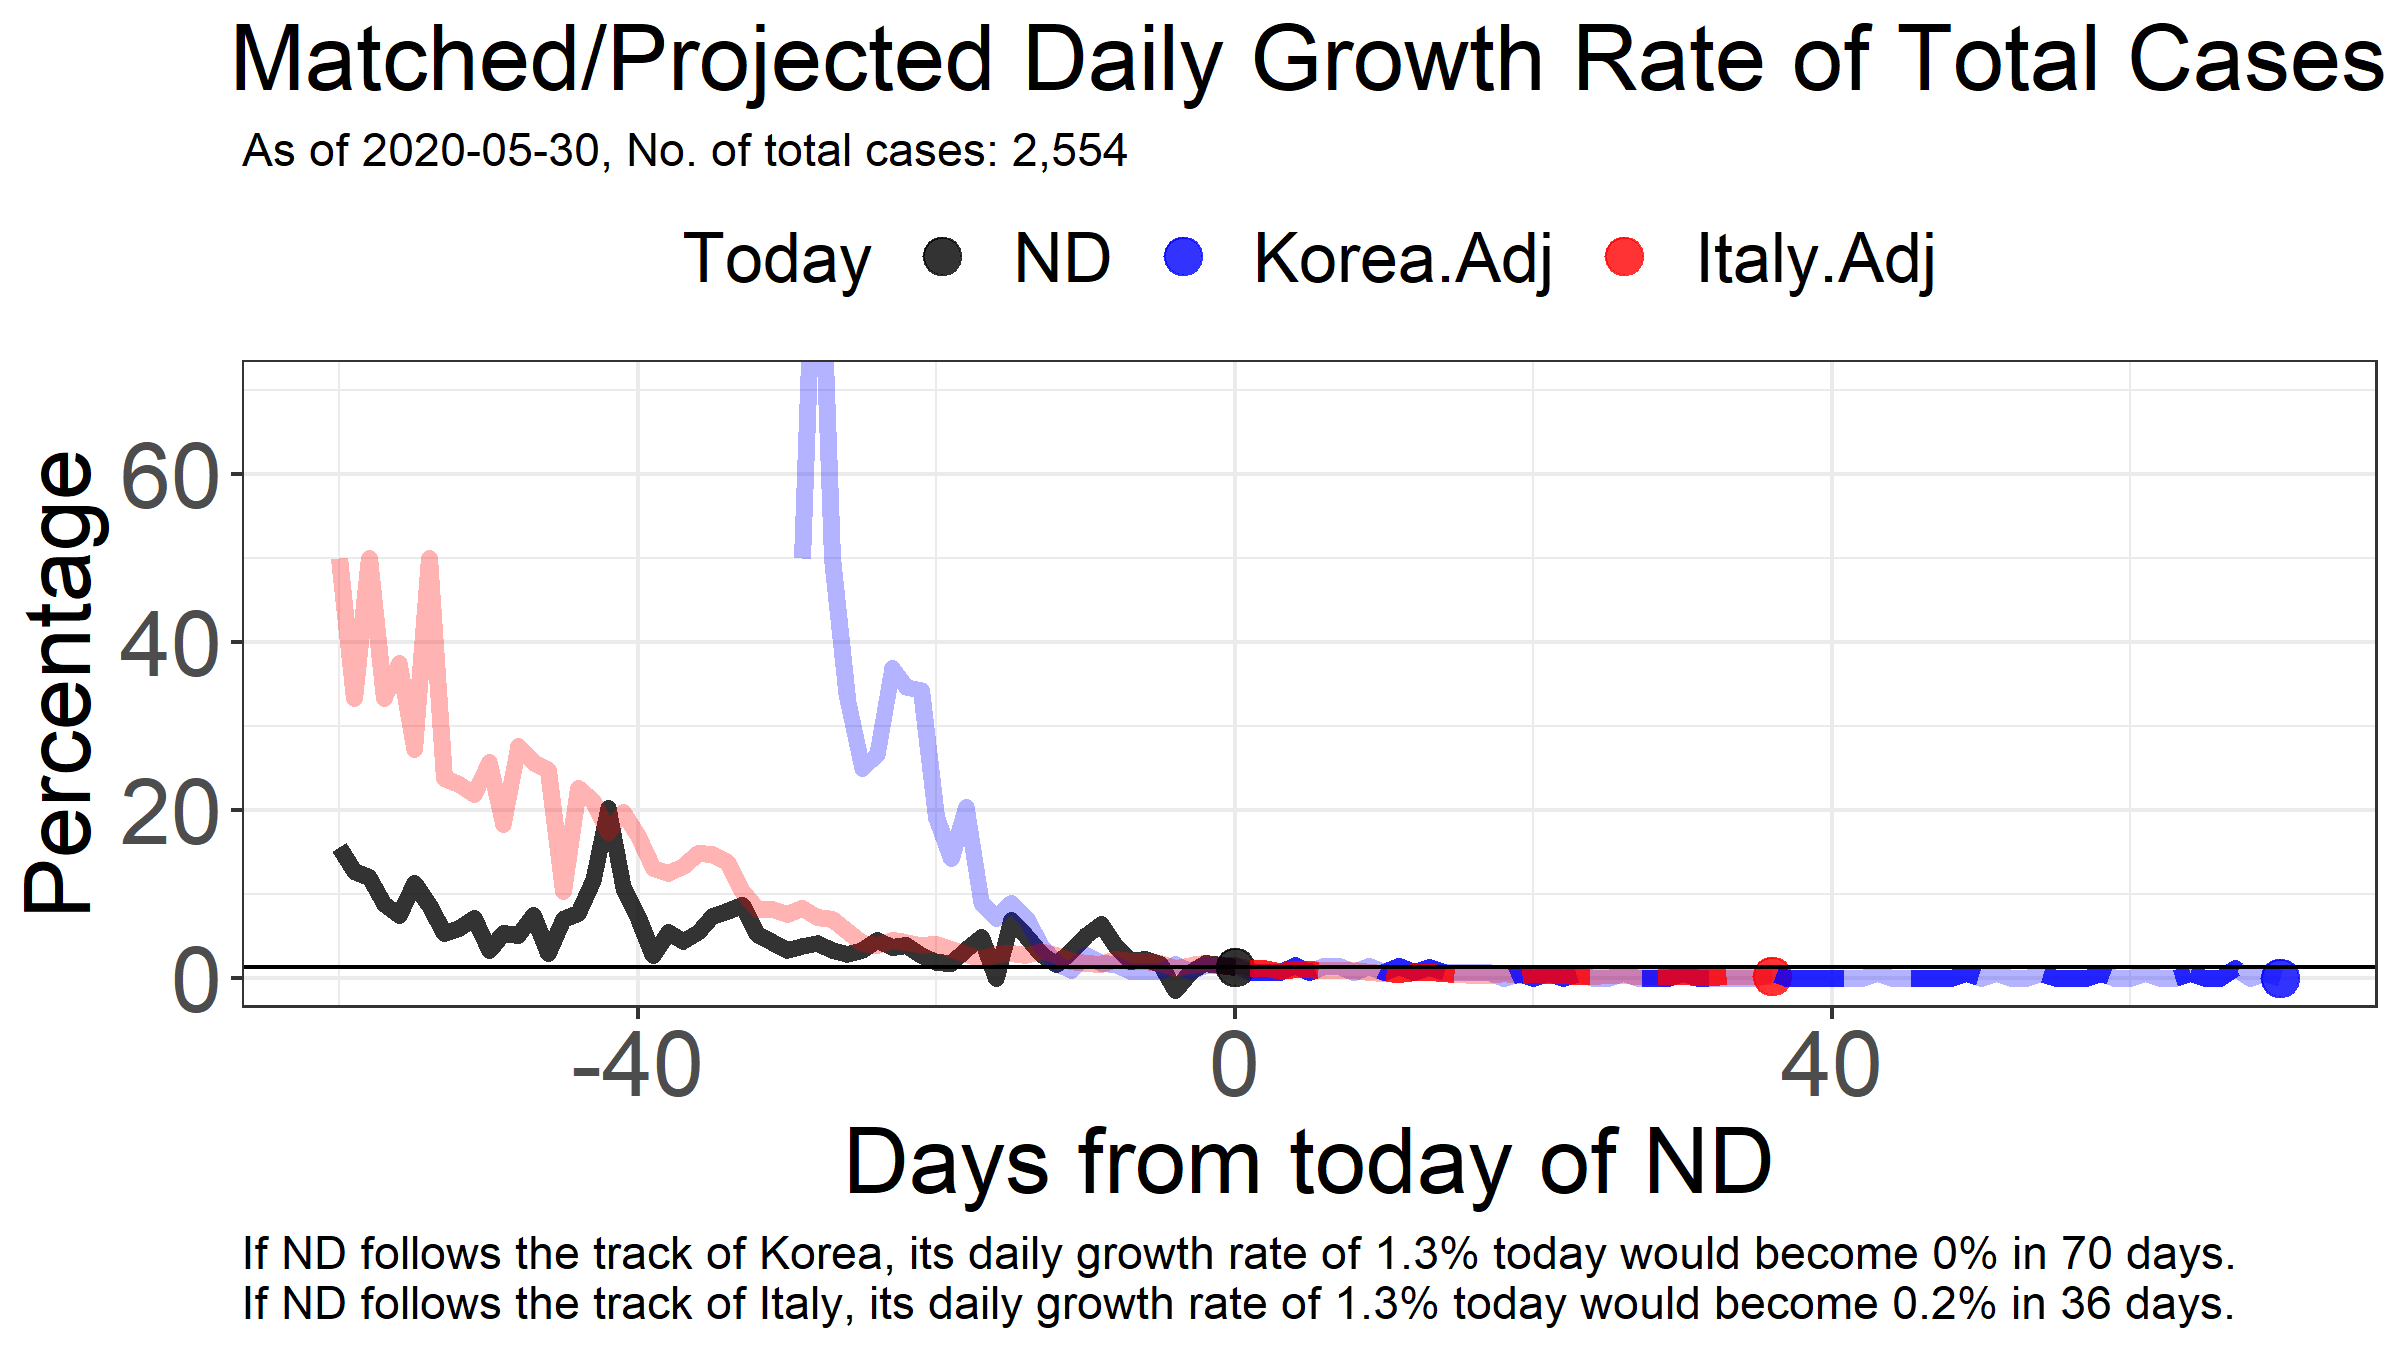 Matched/Projected Daily Growth Rate of Total Cases
As of 2020-05-30, No. of total cases: 2,554
Today ND Korea.Adj Italy.Adj
Percentage
60
40
20
0
-40 0 40
Days from today of ND
If ND follows the track of Korea, its daily growth rate of 1.3% today would become 0% in 70 days.
If ND follows the track of Italy, its daily growth rate of 1.3% today would become 0.2% in 36 days.